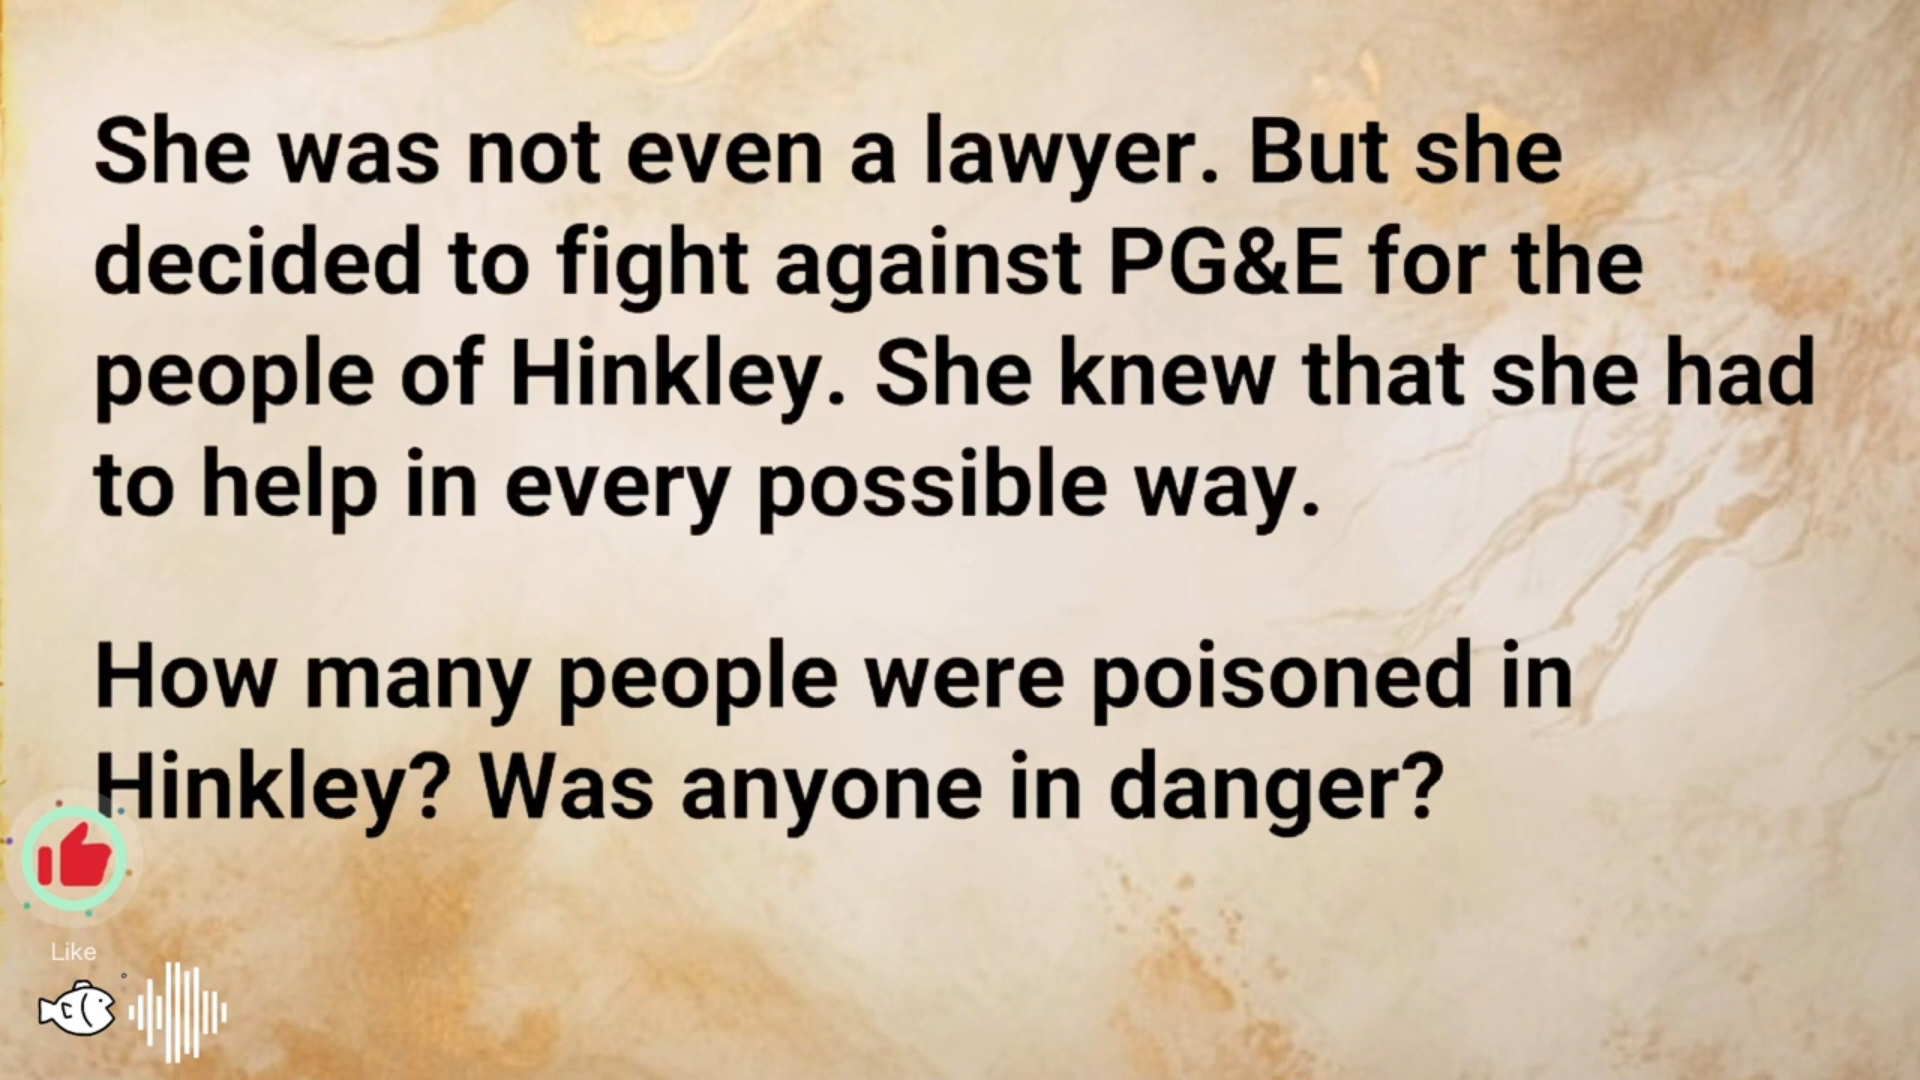 She was not even a lawyer. But she
decided to fight against PG&E for the
people of Hinkley. She knew that she had
to help in every possible way.
How many people were poisoned in
Hinkley? Was anyone in danger?
Like